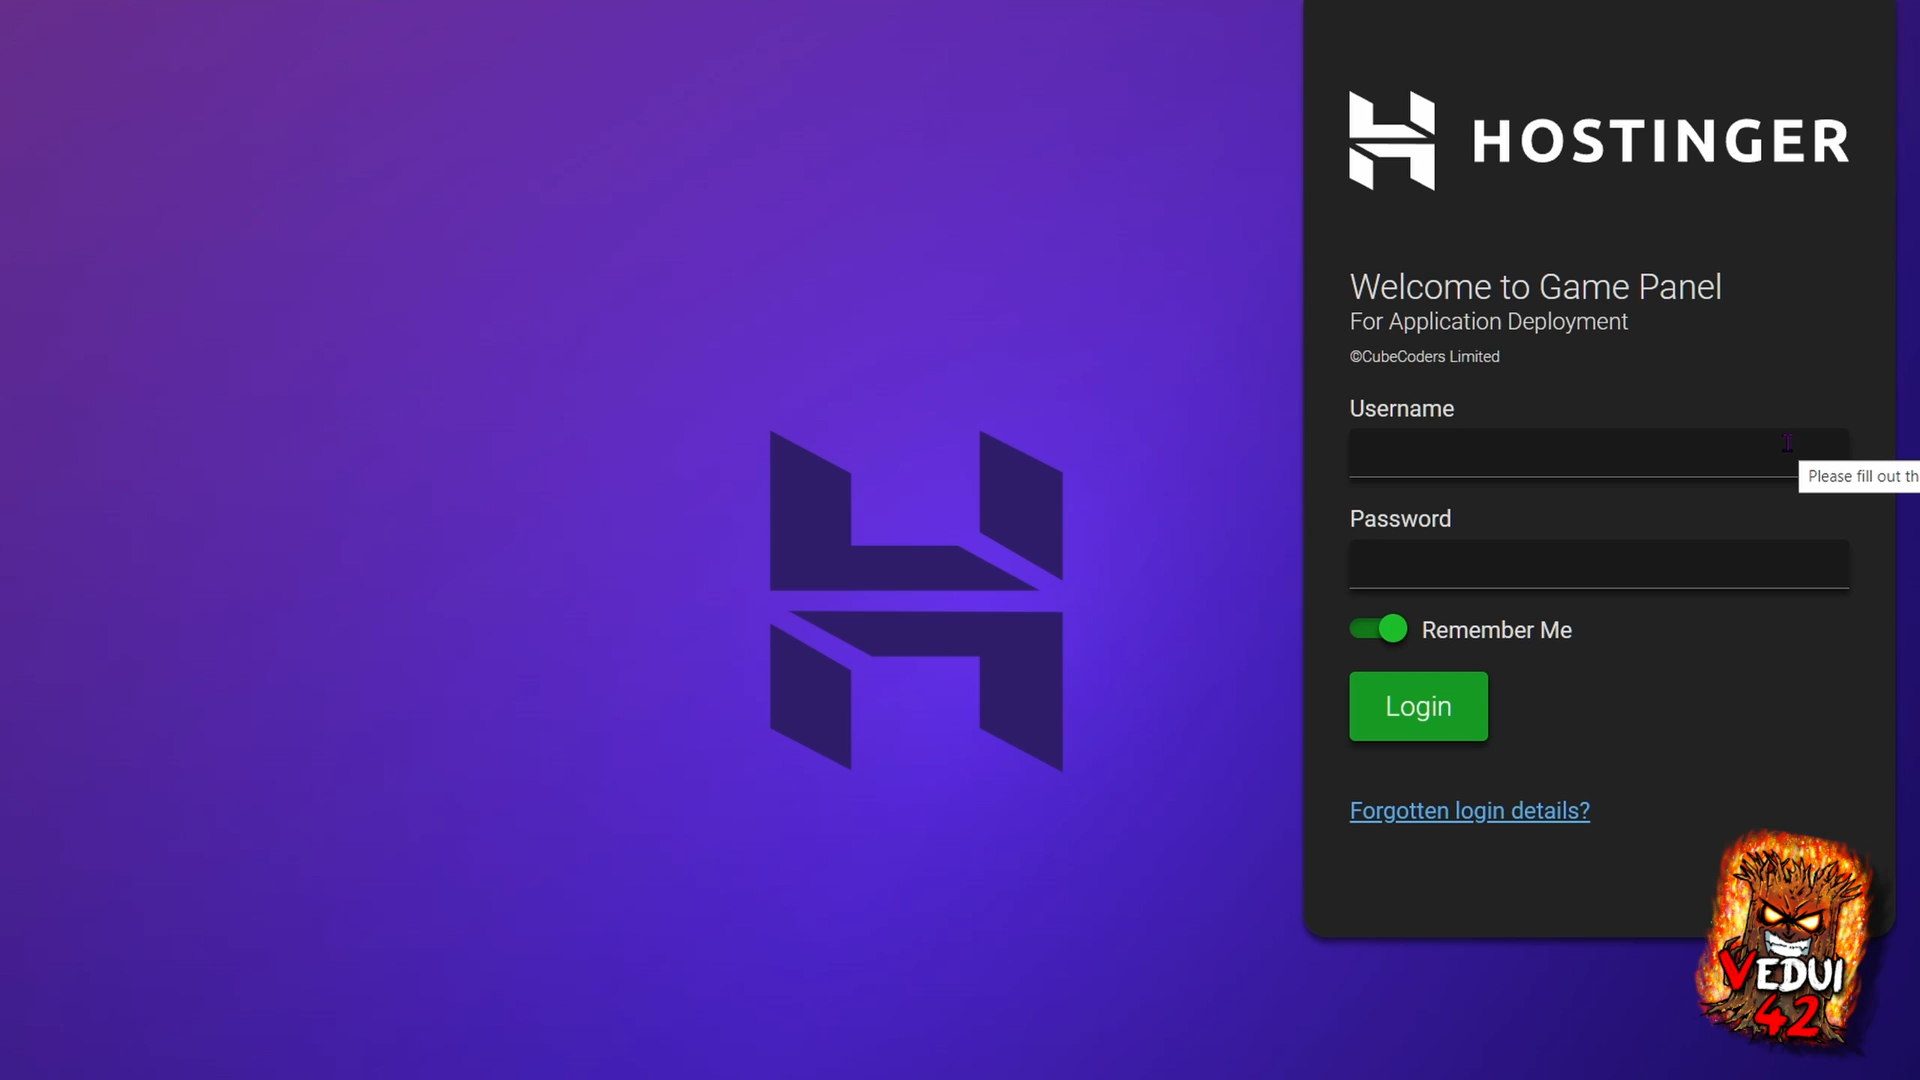 HOSTINGER
Welcome to Game Panel
For Application Deployment
©CubeCoders Limited
Username
Please fill out th
Password
Remember Me
Login
Forgotten login details?
VEDUI
42